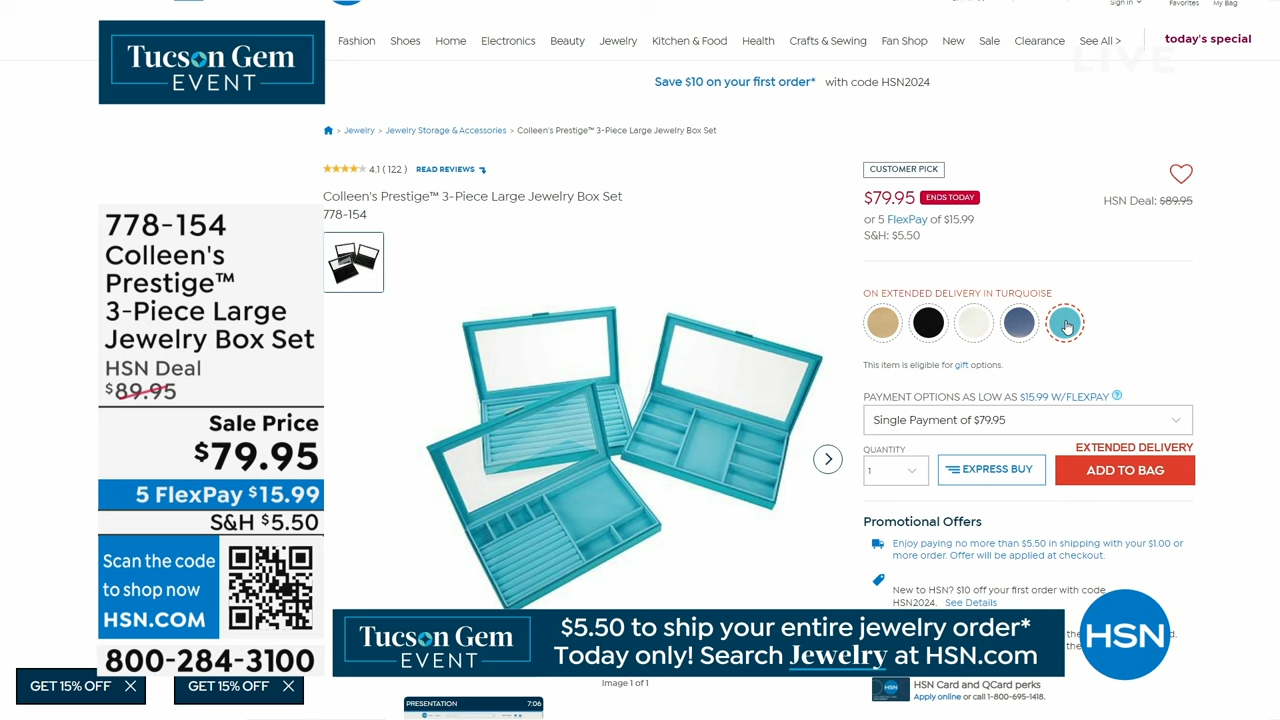 Sign in
Favorites
My Bag
Tucson Gem
EVENT
Fashion Shoes Home Electronics Beauty Jewelry Kitchen & Food Health Crafts & Sewing Fan Shop New Sale Clearance See All >
today's special
LIVE
Save $10 on your first order* with code HSN2024
> Jewelry > Jewelry Storage & Accessories > Colleen's Prestige™ 3-Piece Large Jewelry Box Set
4.1 (122) READ REVIEWS
Colleen's Prestige™ 3-Piece Large Jewelry Box Set
778-154
CUSTOMER PICK
$79.95 ENDS TODAY
HSN Deal: $89.95
or 5 FlexPay of $15.99
S&H: $5.50
ON EXTENDED DELIVERY IN TURQUOISE
This item is eligible for gift options.
PAYMENT OPTIONS AS LOW AS $15.99 W/FLEXPAY ?
Single Payment of $79.95
QUANTITY
1
EXPRESS BUY
EXTENDED DELIVERY
ADD TO BAG
Promotional Offers
Enjoy paying no more than $5.50 in shipping with your $1.00 or
more order. Offer will be applied at checkout.
New to HSN? $10 off your first order with code
HSN2024. See Details
778-154
Colleen's
Prestige™
3-Piece Large
Jewelry Box Set
HSN Deal
$89.95
Sale Price
$79.95
5 FlexPay $15.99
S&H $5.50
Scan the code
to shop now
HSN.COM
800-284-3100
GET 15% OFF X
GET 15% OFF X
Tucson Gem
EVENT
$5.50 to ship your entire jewelry order*
Today only! Search Jewelry at HSN.com
HSN
Image 1 of 1
HSN
HSN Card and QCard perks
Apply online or call 1-800-695-1418.
PRESENTATION 7:06